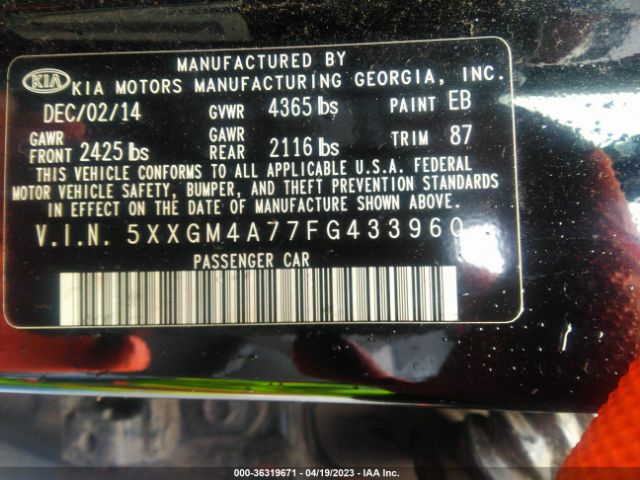 MANUFACTURED BY
KIA KIA MOTORS MANUFACTURING GEORGIA, INC.
DEC/02/14 GVWR 4365 lbs PAINT EB
GAWR FRONT 2425 lbs GAWR REAR 2116 lbs TRIM 87
THIS VEHICLE CONFORMS TO ALL APPLICABLE U.S.A. FEDERAL
MOTOR VEHICLE SAFETY, BUMPER, AND THEFT PREVENTION STANDARDS
IN EFFECT ON THE DATE OF MANUFACTURE SHOWN ABOVE.
V.I.N. 5XXGM4A77FG433960
PASSENGER CAR
000-36319671 - 04/19/2023 - IAA Inc.